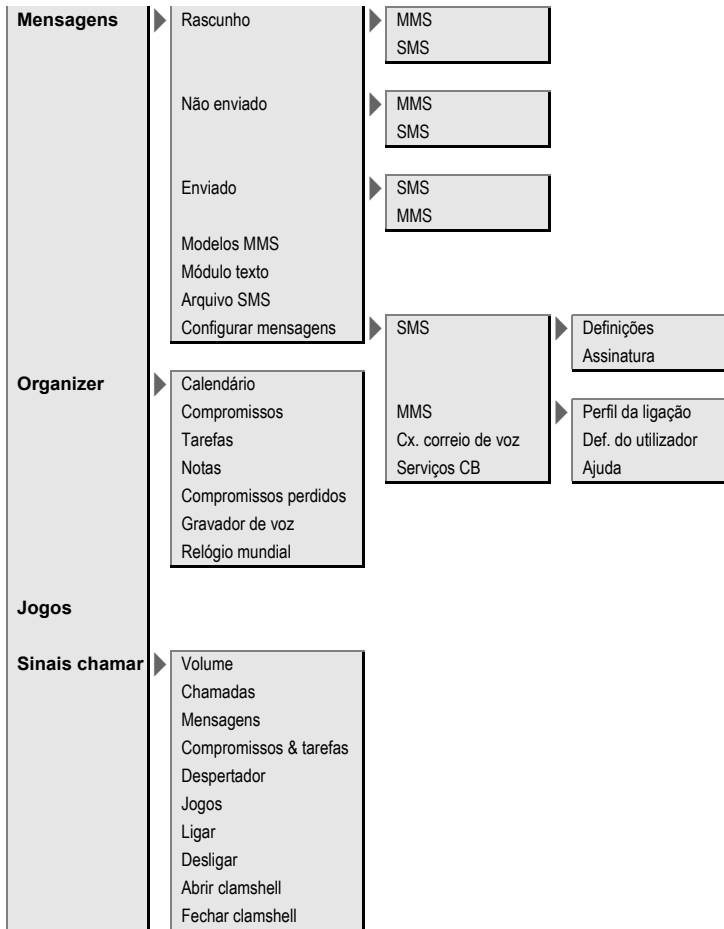 Mensagens
Rascunho
MMS
SMS
Não enviado
MMS
SMS
Enviado
SMS
MMS
Modelos MMS
Módulo texto
Arquivo SMS
Configurar mensagens
SMS
Definições
Assinatura
MMS
Perfil da ligação
Def. do utilizador
Ajuda
Cx. correio de voz
Serviços CB
Organizer
Calendário
Compromissos
Tarefas
Notas
Compromissos perdidos
Gravador de voz
Relógio mundial
Jogos
Sinais chamar
Volume
Chamadas
Mensagens
Compromissos & tarefas
Despertador
Jogos
Ligar
Desligar
Abrir clamshell
Fechar clamshell